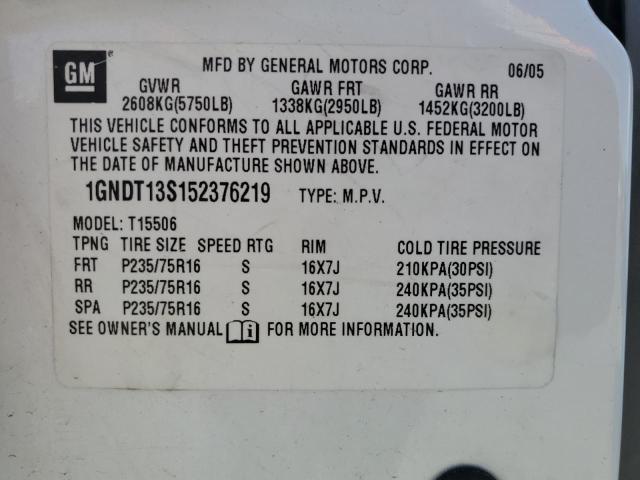 GM
MFD BY GENERAL MOTORS CORP. 06/05
GVWR GAWR FRT GAWR RR
2608KG(5750LB) 1338KG(2950LB) 1452KG(3200LB)
THIS VEHICLE CONFORMS TO ALL APPLICABLE U.S. FEDERAL MOTOR
VEHICLE SAFETY AND THEFT PREVENTION STANDARDS IN EFFECT ON
THE DATE OF MANUFACTURE SHOWN ABOVE.
1GNDT13S152376219 TYPE: M.P.V.
MODEL: T15506
TPNG TIRE SIZE SPEED RTG RIM COLD TIRE PRESSURE
FRT P235/75R16 S 16X7J 210KPA(30PSI)
RR P235/75R16 S 16X7J 240KPA(35PSI)
SPA P235/75R16 S 16X7J 240KPA(35PSI)
SEE OWNER'S MANUAL FOR MORE INFORMATION.